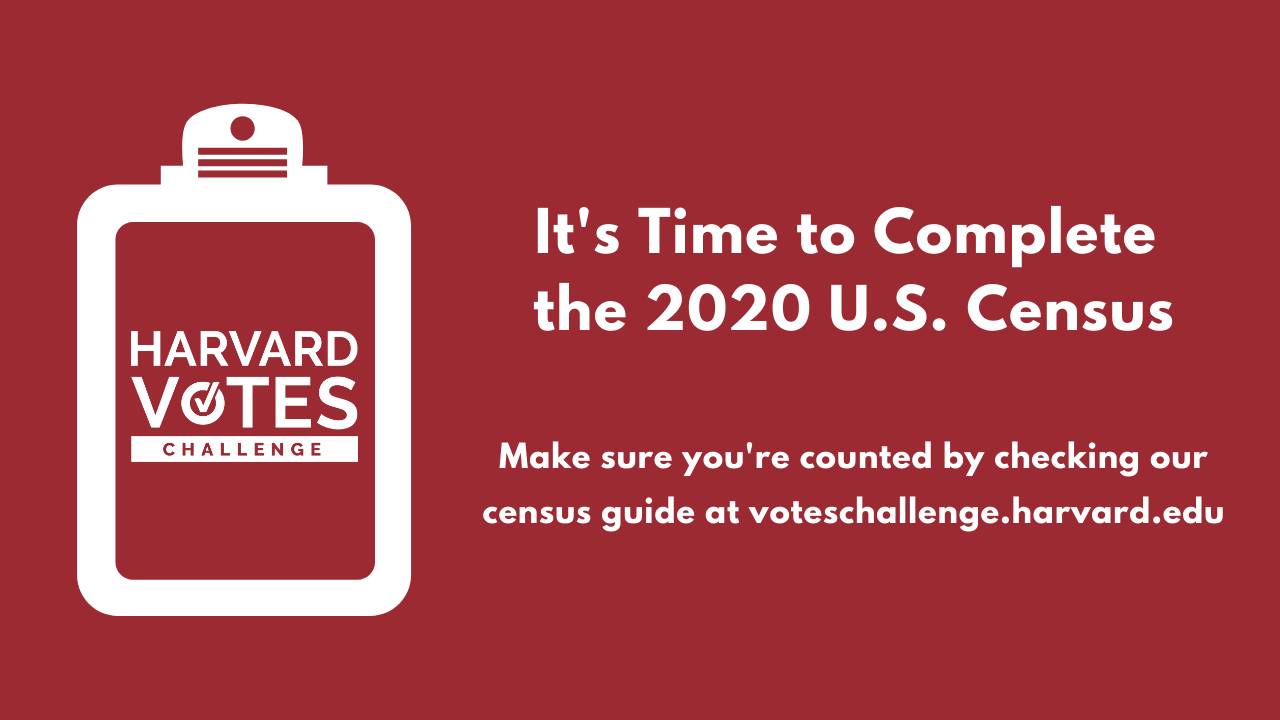 HARVARD
VOTES
CHALLENGE
It's Time to Complete
the 2020 U.S. Census
Make sure you're counted by checking our
census guide at voteschallenge.harvard.edu